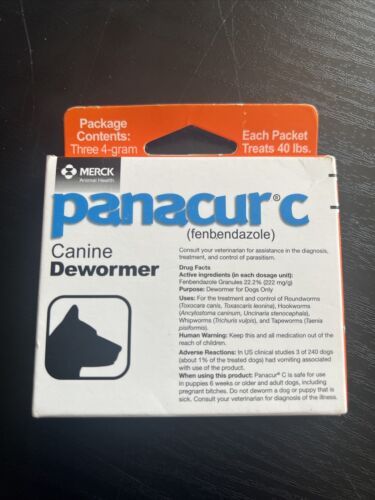 Package
Contents:
Three 4-gram
Each Packet
Treats 40 lbs.
MERCK
Animal Health
panacur® c
(fenbendazole)
Canine
Dewormer
Consult your veterinarian for assistance in the diagnosis,
treatment, and control of parasitism.
Drug Facts
Active ingredients (in each dosage unit):
Fenbendazole Granules 22.2% (222 mg/g)
Purpose: Dewormer for Dogs Only
Uses: For the treatment and control of Roundworms
(Toxocara canis, Toxascaris leonina), Hookworms
(Ancylostoma caninum, Uncinaria stenocephala),
Whipworms (Trichuris vulpis), and Tapeworms (Taenia
pisiformis).
Human Warning: Keep this and all medication out of the
reach of children.
Adverse Reactions: In US clinical studies 3 of 240 dogs
(about 1% of the treated dogs) had vomiting associated
with use of the product.
When using this product: Panacur® C is safe for use
in puppies 6 weeks or older and adult dogs, including
pregnant bitches. Do not deworm a dog or puppy that is
sick. Consult your veterinarian for diagnosis of the illness.